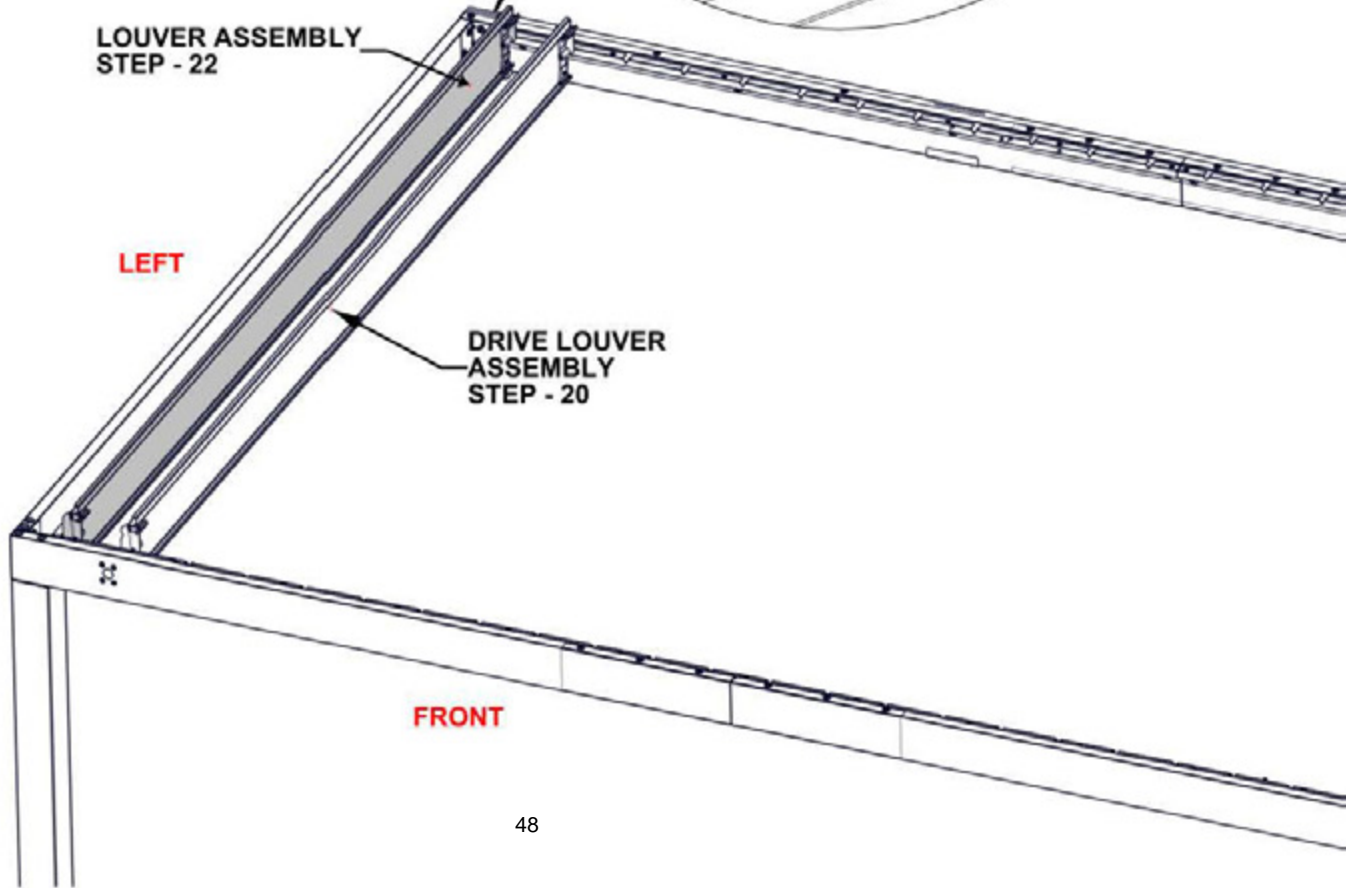 LOUVER ASSEMBLY
STEP - 22
LEFT
DRIVE LOUVER
ASSEMBLY
STEP - 20
FRONT
48